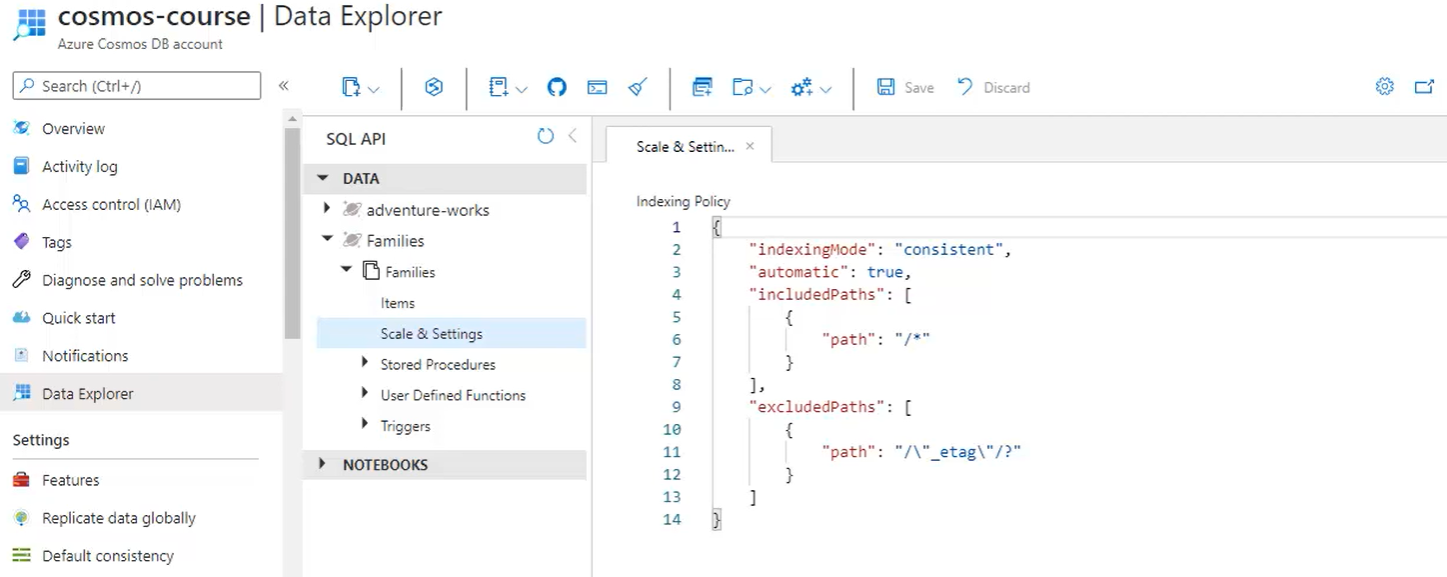 cosmos-course | Data Explorer
Azure Cosmos DB account
Search (Ctrl+/)
«
Overview
Activity log
Access control (IAM)
Tags
Diagnose and solve problems
Quick start
Notifications
Data Explorer
Settings
Features
Replicate data globally
Default consistency
Save
Discard
SQL API
DATA
adventure-works
Families
Families
Items
Scale & Settings
Stored Procedures
User Defined Functions
Triggers
NOTEBOOKS
Scale & Settin... ×
Indexing Policy
1 {
2 "indexingMode": "consistent",
3 "automatic": true,
4 "includedPaths": [
5 {
6 "path": "/*"
7 }
8 ],
9 "excludedPaths": [
10 {
11 "path": "/\"_etag\"/?"
12 }
13 ]
14 }